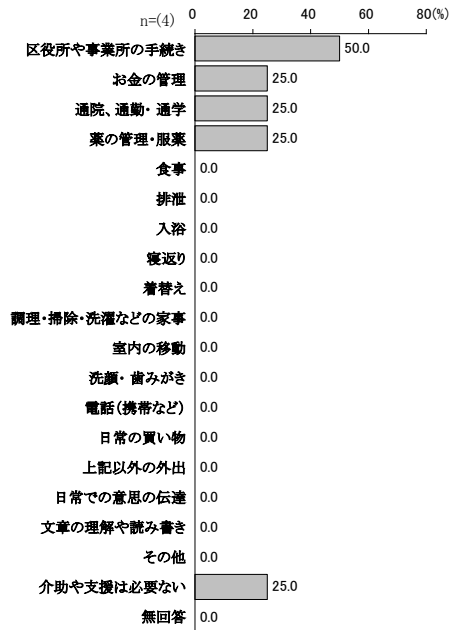 n=(4)
0 20 40 60 80(%)
区役所や事業所の手続き 50.0
お金の管理 25.0
通院、通勤・通学 25.0
薬の管理・服薬 25.0
食事 0.0
排泄 0.0
入浴 0.0
寝返り 0.0
着替え 0.0
調理・掃除・洗濯などの家事 0.0
室内の移動 0.0
洗顔・歯みがき 0.0
電話(携帯など) 0.0
日常の買い物 0.0
上記以外の外出 0.0
日常での意思の伝達 0.0
文章の理解や読み書き 0.0
その他 0.0
介助や支援は必要ない 25.0
無回答 0.0